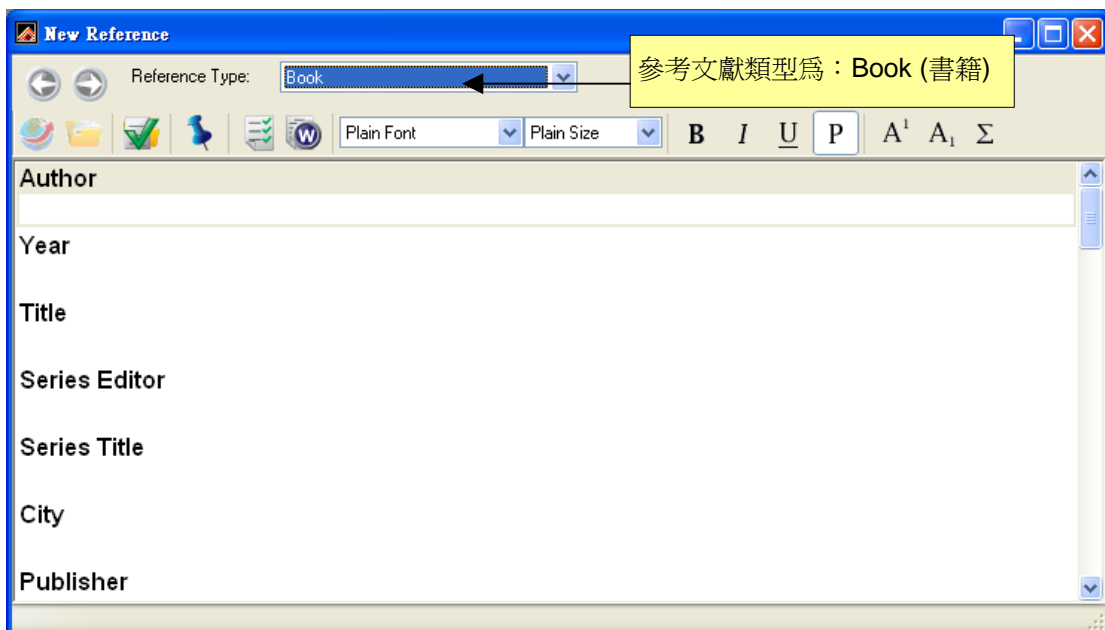 New Reference
Reference Type: Book
參考文獻類型為：Book (書籍)
Plain Font Plain Size B I U P A¹ A₁ Σ
Author
Year
Title
Series Editor
Series Title
City
Publisher